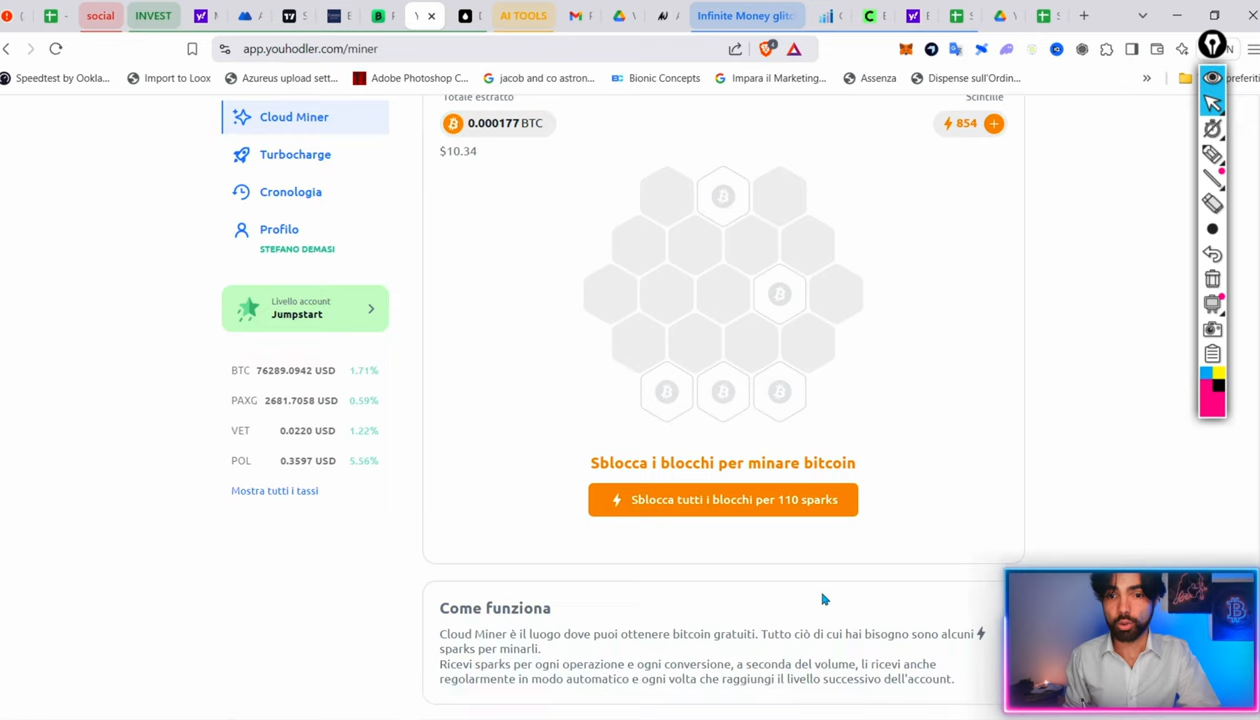 social
INVEST
AI TOOLS
Infinite Money glitc
app.youhodler.com/miner
Speedtest by Ookla...
Import to Loox
Azureus upload sett...
Adobe Photoshop C...
jacob and co astron...
Bionic Concepts
Impara il Marketing...
Assenza
Dispense sull'Ordin...
»
preferiti
Cloud Miner
Turbocharge
Cronologia
Profilo
STEFANO DEMASI
Livello account
Jumpstart
BTC 76289.0942 USD 1.71%
PAXG 2681.7058 USD 0.59%
VET 0.0220 USD 1.22%
POL 0.3597 USD 5.56%
Mostra tutti i tassi
Totale estratto
Scintille
0.000177 BTC
854
$10.34
Sblocca i blocchi per minare bitcoin
Sblocca tutti i blocchi per 110 sparks
Come funziona
Cloud Miner è il luogo dove puoi ottenere bitcoin gratuiti. Tutto ciò di cui hai bisogno sono alcuni
sparks per minarli.
Ricevi sparks per ogni operazione e ogni conversione, a seconda del volume, li ricevi anche
regolarmente in modo automatico e ogni volta che raggiungi il livello successivo dell'account.